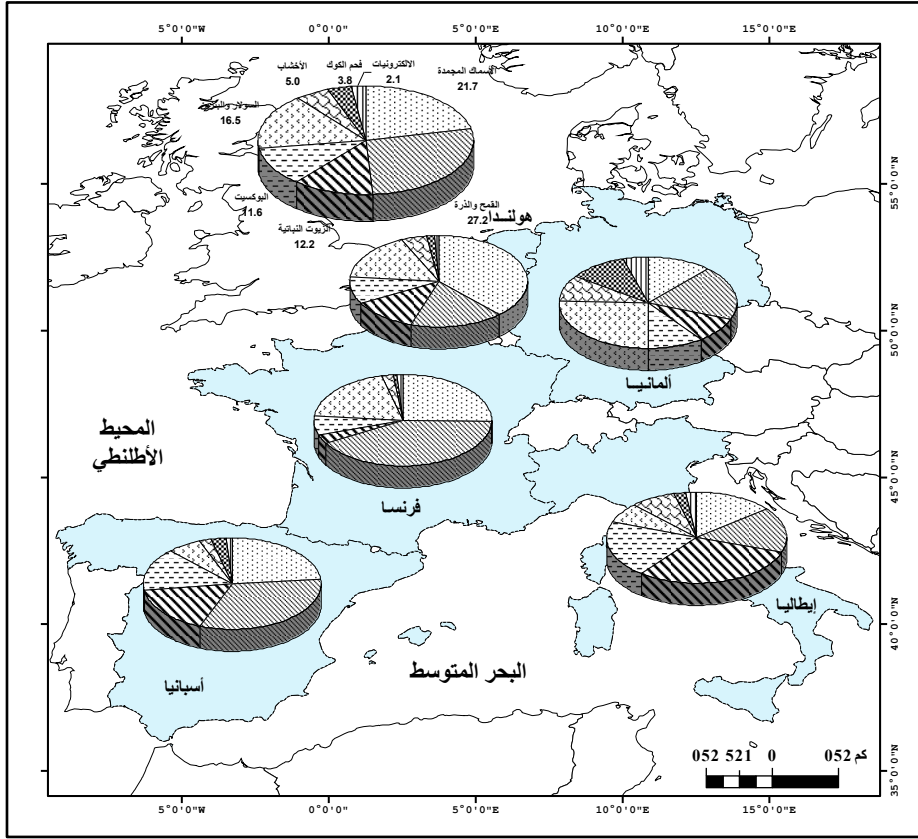 5°0'0"W 0°0'0" 5°0'0"E 10°0'0"E 15°0'0"E
الأخشاب
5.0
فحم الكوك
3.8
الالكترونيات
2.1
الأسماك المجمدة
21.7
السولار
16.5
البوكسيت
11.6
الزيوت النباتية
12.2
القمح والذرة
27.2
هولنـدا
55°0'0"N
50°0'0"N
45°0'0"N
40°0'0"N
35°0'0"N
ألمانيـا
المحيط
الأطلنطي
فرنسا
إيطاليـا
أسبانيا
البحر المتوسط
052 521 0 052 كم
5°0'0"W 0°0'0" 5°0'0"E 10°0'0"E 15°0'0"E